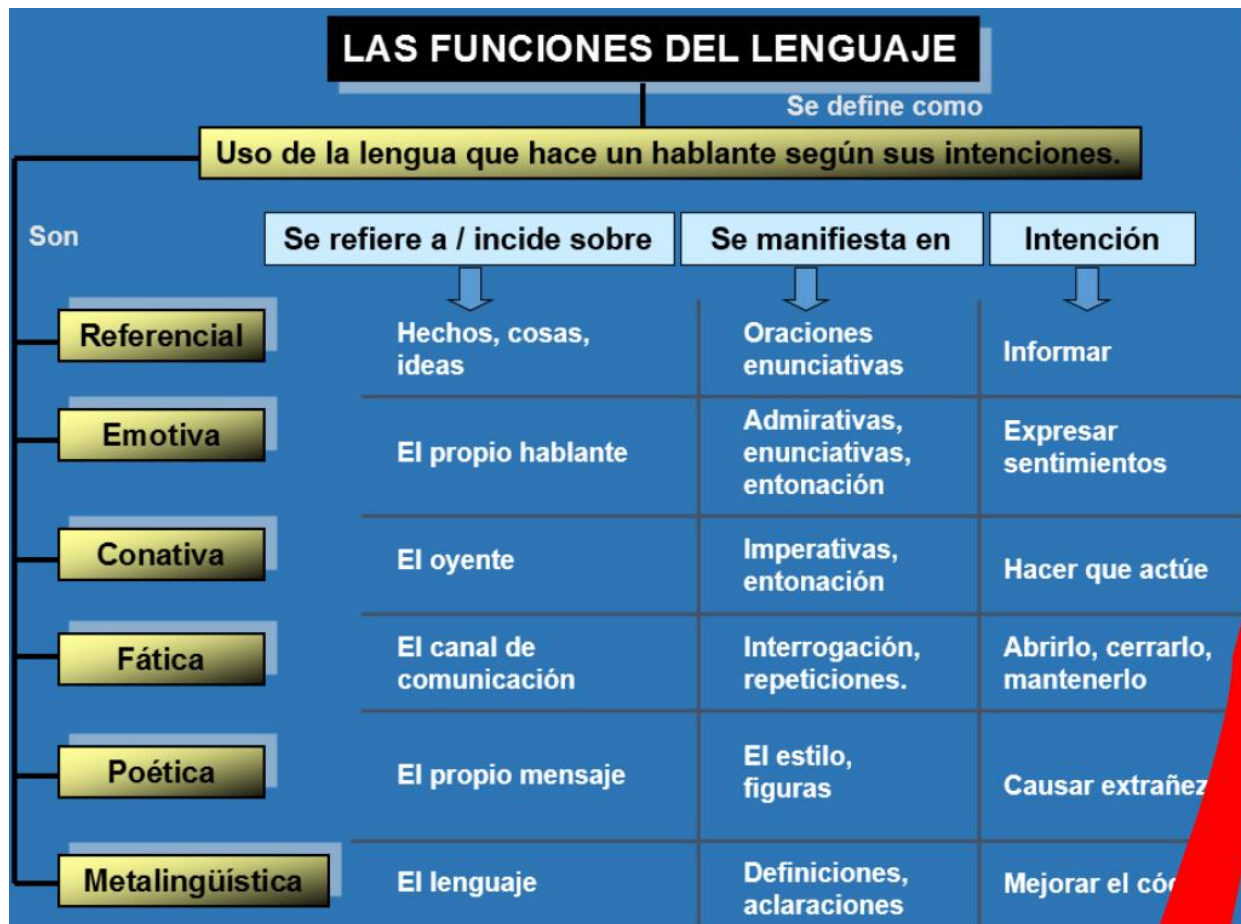 LAS FUNCIONES DEL LENGUAJE
Se define como
Uso de la lengua que hace un hablante según sus intenciones.
Son
Se refiere a / incide sobre
Se manifiesta en
Intención
Referencial
Hechos, cosas,
ideas
Oraciones
enunciativas
Informar
Emotiva
El propio hablante
Admirativas,
enunciativas,
entonación
Expresar
sentimientos
Conativa
El oyente
Imperativas,
entonación
Hacer que actúe
Fática
El canal de
comunicación
Interrogación,
repeticiones.
Abrirlo, cerrarlo,
mantenerlo
Poética
El propio mensaje
El estilo,
figuras
Causar
Metalingüística
El lenguaje
Definiciones,
aclaraciones
Mejorar el